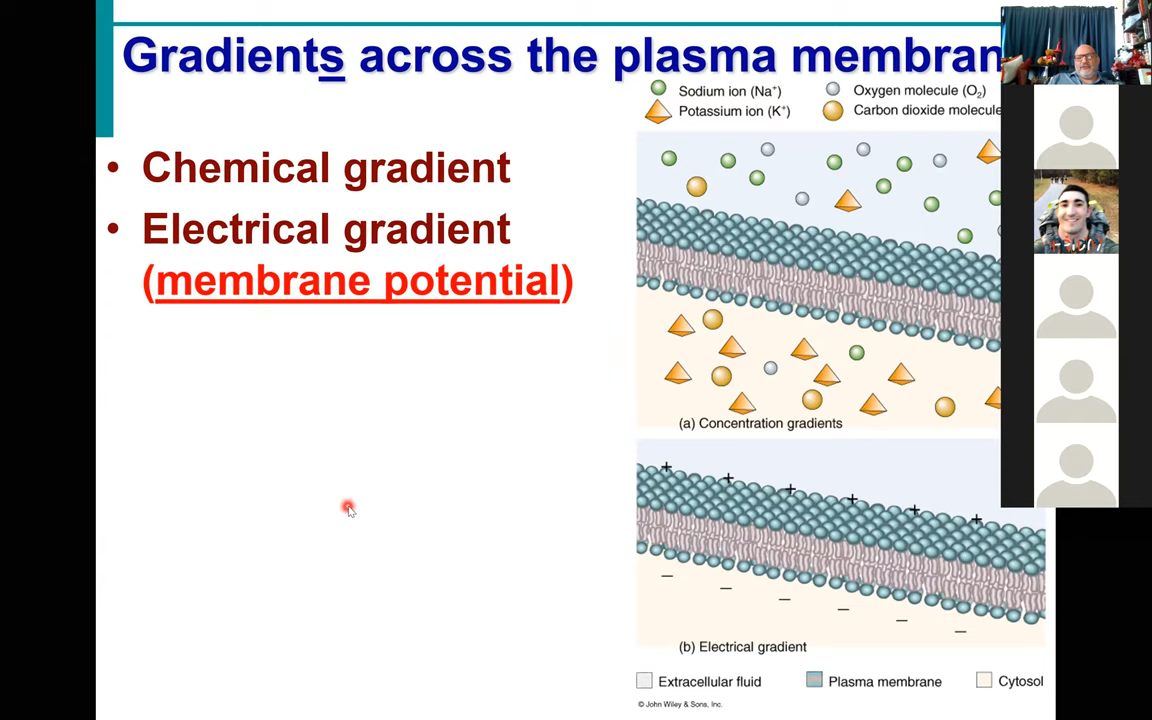 Gradients across the plasma membran
• Chemical gradient
• Electrical gradient
(membrane potential)
Sodium ion (Na⁺)
Oxygen molecule (O₂)
Potassium ion (K⁺)
Carbon dioxide molecule
(a) Concentration gradients
+ + + + + +
– – – – – –
(b) Electrical gradient
Extracellular fluid
Plasma membrane
Cytosol
© John Wiley & Sons, Inc.